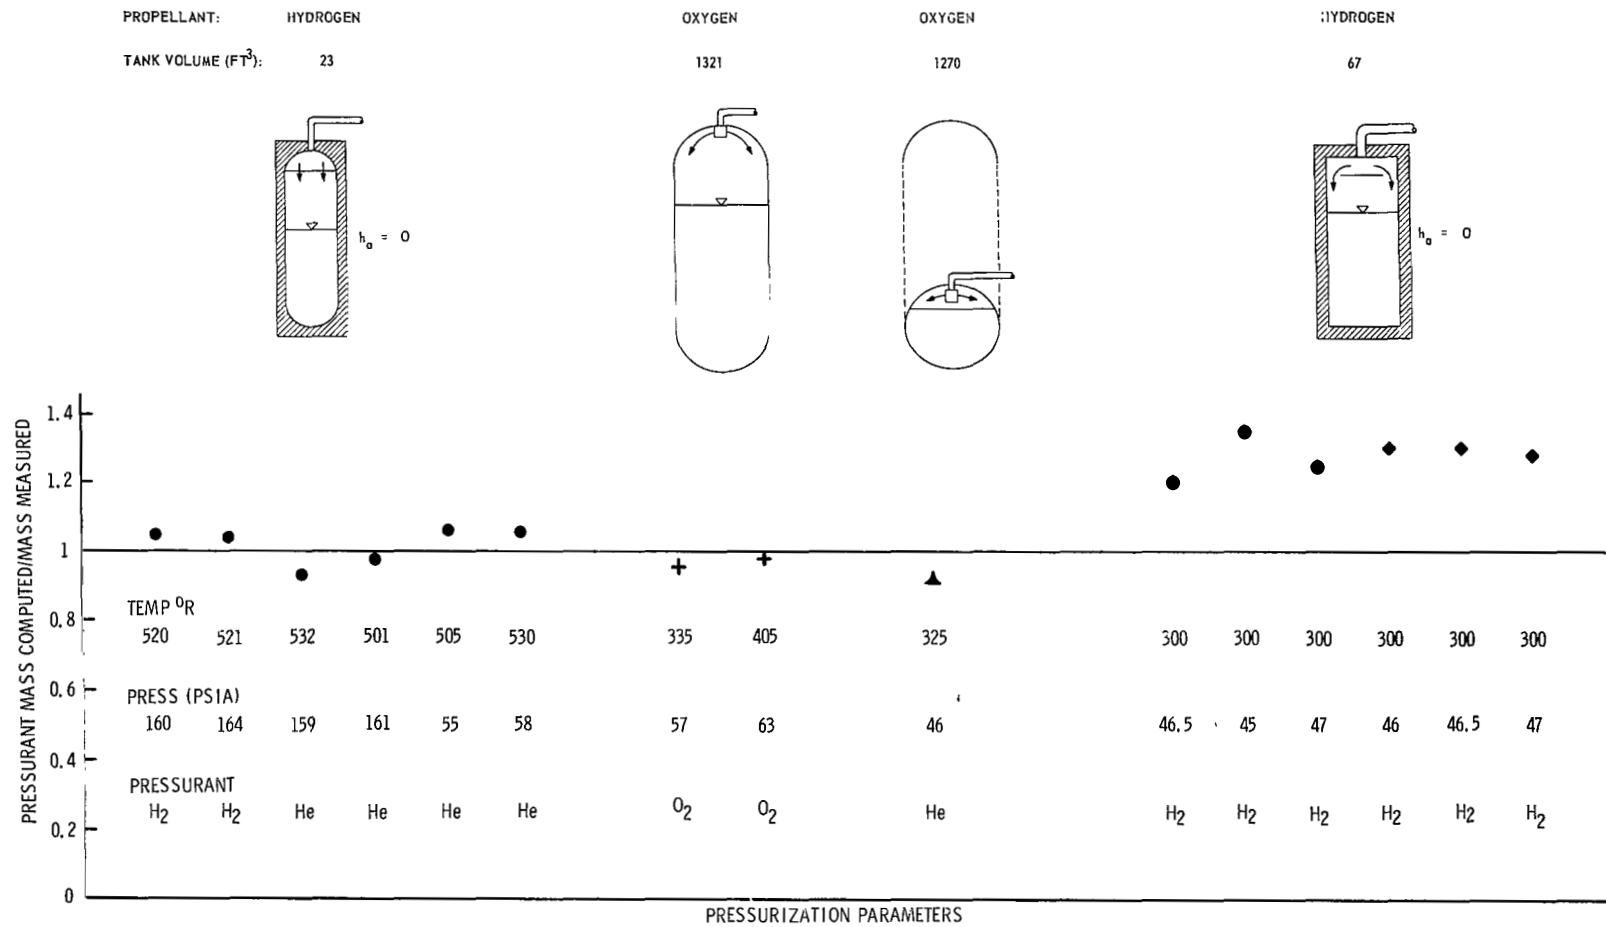 PROPELLANT: HYDROGEN OXYGEN OXYGEN HYDROGEN
TANK VOLUME (FT3): 23 1321 1270 67
ha = 0
ha = 0
PRESSURANT MASS COMPUTED/MASS MEASURED
1.4
1.2
1
0.8
0.6
0.4
0.2
0
TEMP OR
520 521 532 501 505 530 335 405 325 300 300 300 300 300 300
PRESS (PSIA)
160 164 159 161 55 58 57 63 46 46.5 45 47 46 46.5 47
PRESSURANT
H2 H2 He He He He O2 O2 He H2 H2 H2 H2 H2 H2
PRESSURIZATION PARAMETERS